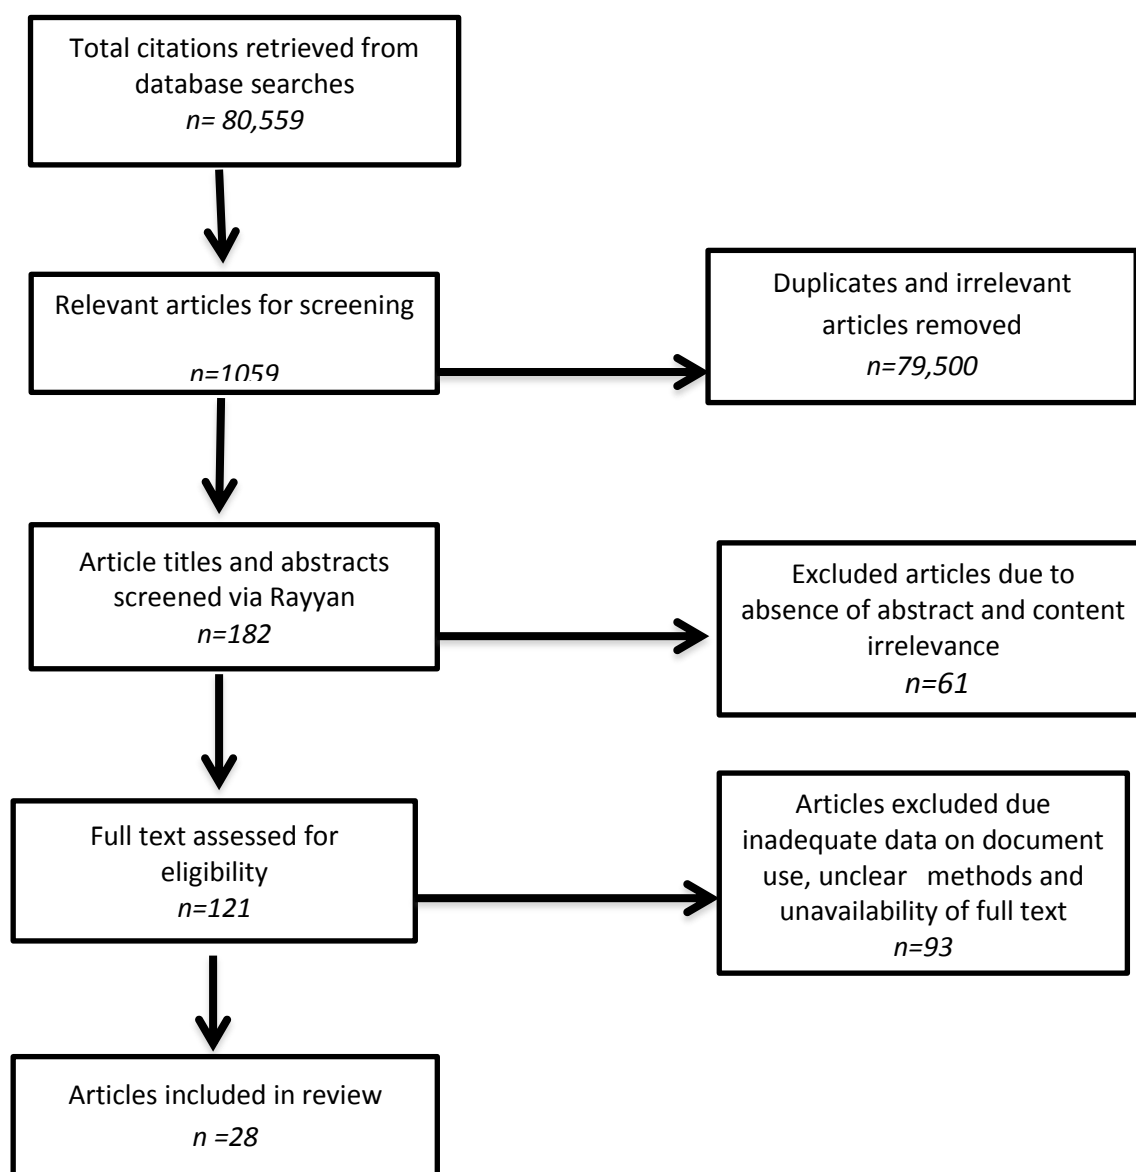 Total citations retrieved from
database searches
n= 80,559
Relevant articles for screening
n=1059
Duplicates and irrelevant
articles removed
n=79,500
Article titles and abstracts
screened via Rayyan
n=182
Excluded articles due to
absence of abstract and content
irrelevance
n=61
Full text assessed for
eligibility
n=121
Articles excluded due
inadequate data on document
use, unclear methods and
unavailability of full text
n=93
Articles included in review
n =28